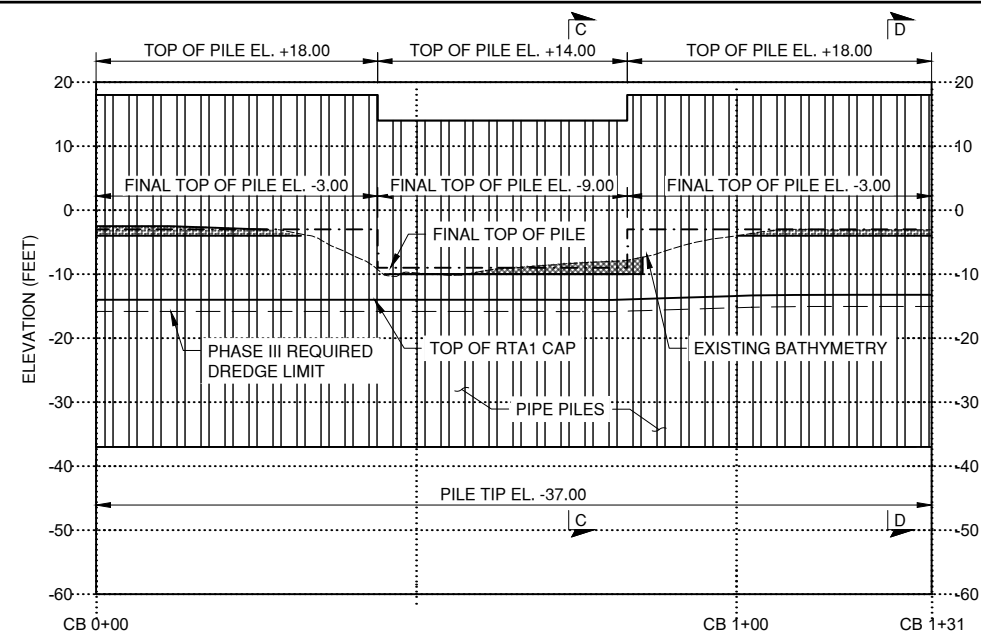 C
D
TOP OF PILE EL. +18.00
TOP OF PILE EL. +14.00
TOP OF PILE EL. +18.00
20
20
10
10
FINAL TOP OF PILE EL. -3.00
FINAL TOP OF PILE EL. -9.00
FINAL TOP OF PILE EL. -3.00
0
0
FINAL TOP OF PILE
-10
-10
ELEVATION (FEET)
PHASE III REQUIRED
DREDGE LIMIT
TOP OF RTA1 CAP
EXISTING BATHYMETRY
-20
-20
-30
-30
PIPE PILES
-40
-40
PILE TIP EL. -37.00
C
D
-50
-50
-60
-60
CB 0+00
CB 1+00
CB 1+31